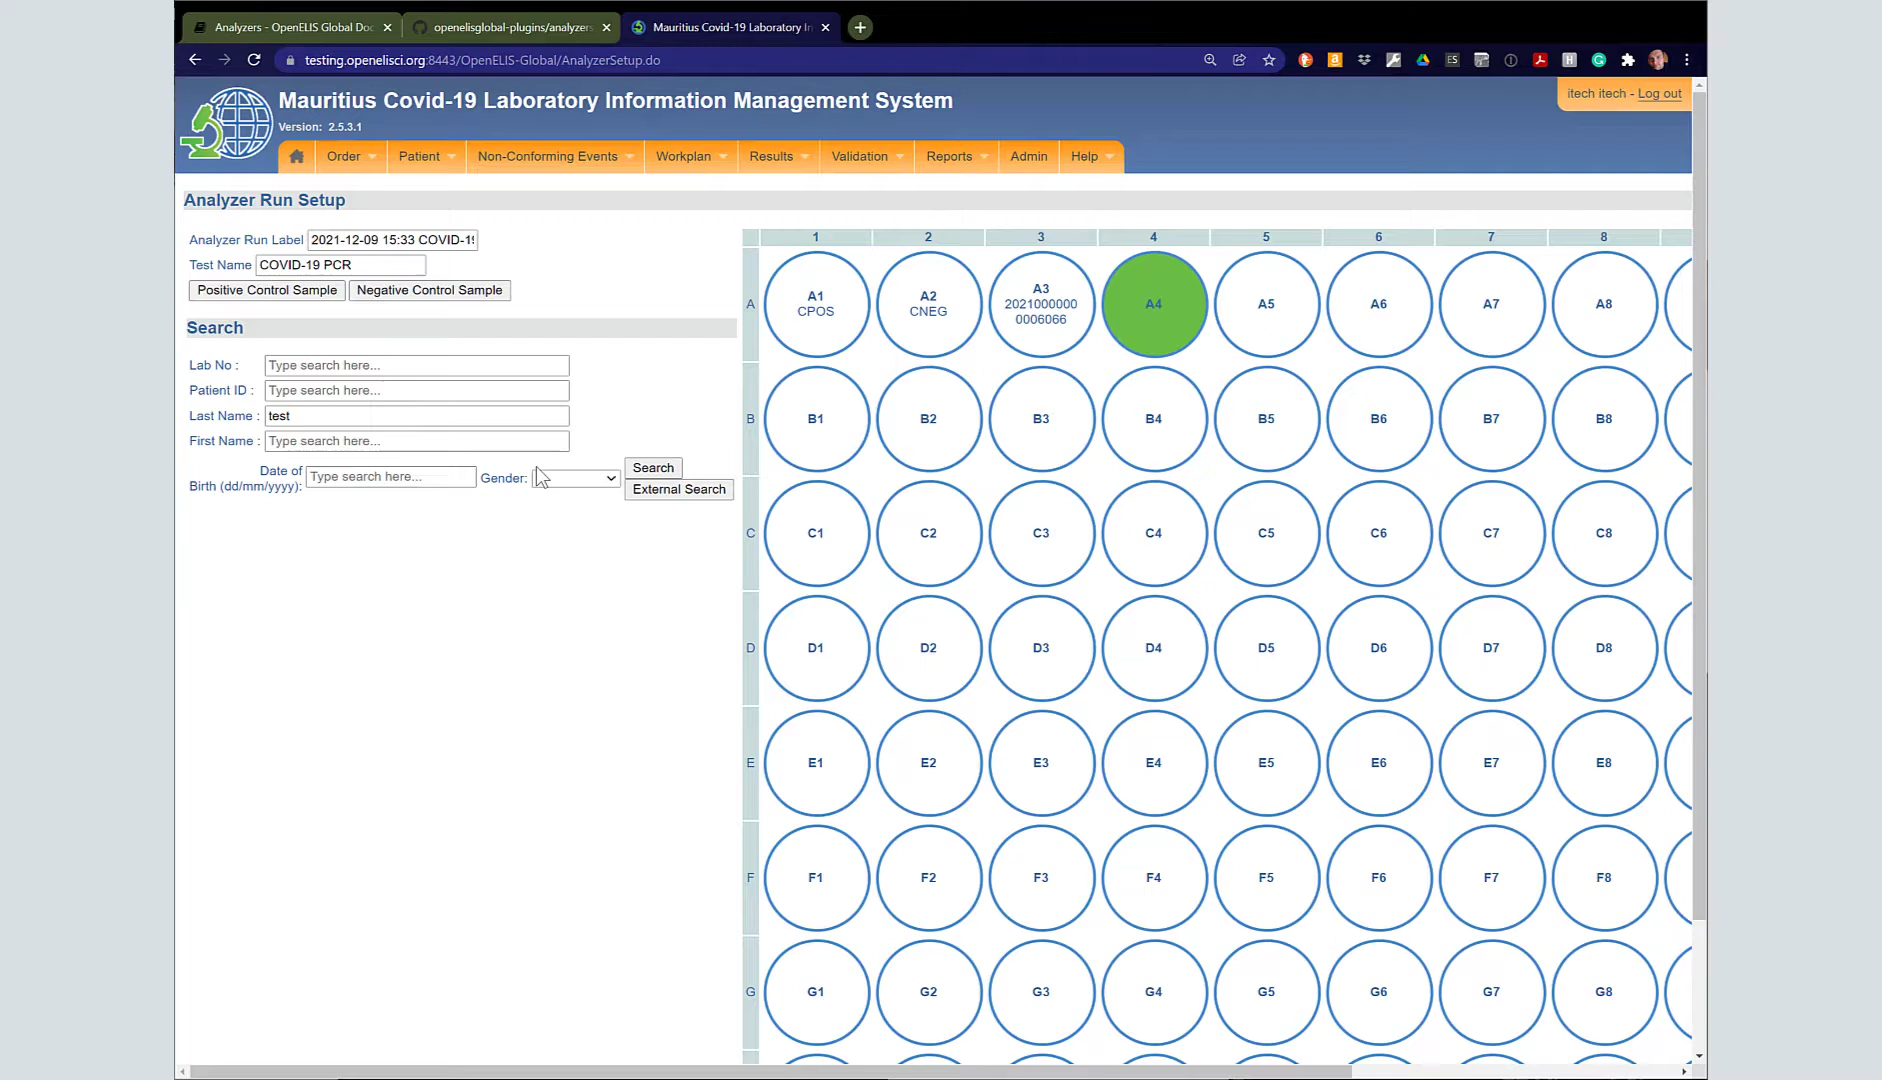 Analyzers - OpenELIS Global Doc
openelisglobal-plugins/analyzers
Mauritius Covid-19 Laboratory In
testing.openelisci.org:8443/OpenELIS-Global/AnalyzerSetup.do
Mauritius Covid-19 Laboratory Information Management System
Version: 2.5.3.1
itech itech - Log out
Order
Patient
Non-Conforming Events
Workplan
Results
Validation
Reports
Admin
Help
Analyzer Run Setup
Analyzer Run Label 2021-12-09 15:33 COVID-19
Test Name COVID-19 PCR
Positive Control Sample
Negative Control Sample
Search
Lab No : Type search here...
Patient ID : Type search here...
Last Name : test
First Name : Type search here...
Date of
Birth (dd/mm/yyyy): Type search here...
Gender:
Search
External Search
1 2 3 4 5 6 7 8
A
A1
CPOS
A2
CNEG
A3
2021000000
0006066
A4 A5 A6 A7 A8
B B1 B2 B3 B4 B5 B6 B7 B8
C C1 C2 C3 C4 C5 C6 C7 C8
D D1 D2 D3 D4 D5 D6 D7 D8
E E1 E2 E3 E4 E5 E6 E7 E8
F F1 F2 F3 F4 F5 F6 F7 F8
G G1 G2 G3 G4 G5 G6 G7 G8